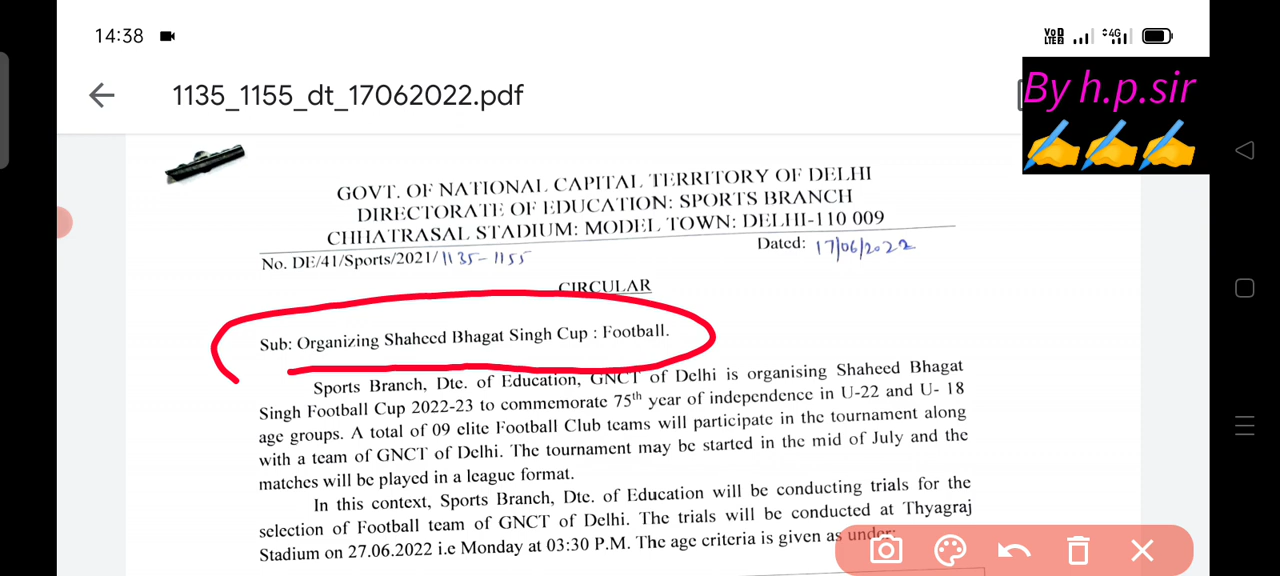 14:38
VoD LTE2 4G
1135_1155_dt_17062022.pdf
By h.p.sir
GOVT. OF NATIONAL CAPITAL TERRITORY OF DELHI
DIRECTORATE OF EDUCATION: SPORTS BRANCH
CHHATRASAL STADIUM: MODEL TOWN: DELHI-110 009
No. DE/41/Sports/2021/1135-1155 Dated: 17/06/2022
CIRCULAR
Sub: Organizing Shaheed Bhagat Singh Cup : Football.
Sports Branch, Dte. of Education, GNCT of Delhi is organising Shaheed Bhagat
Singh Football Cup 2022-23 to commemorate 75th year of independence in U-22 and U- 18
age groups. A total of 09 elite Football Club teams will participate in the tournament along
with a team of GNCT of Delhi. The tournament may be started in the mid of July and the
matches will be played in a league format.
In this context, Sports Branch, Dte. of Education will be conducting trials for the
selection of Football team of GNCT of Delhi. The trials will be conducted at Thyagraj
Stadium on 27.06.2022 i.e Monday at 03:30 P.M. The age criteria is given as under: